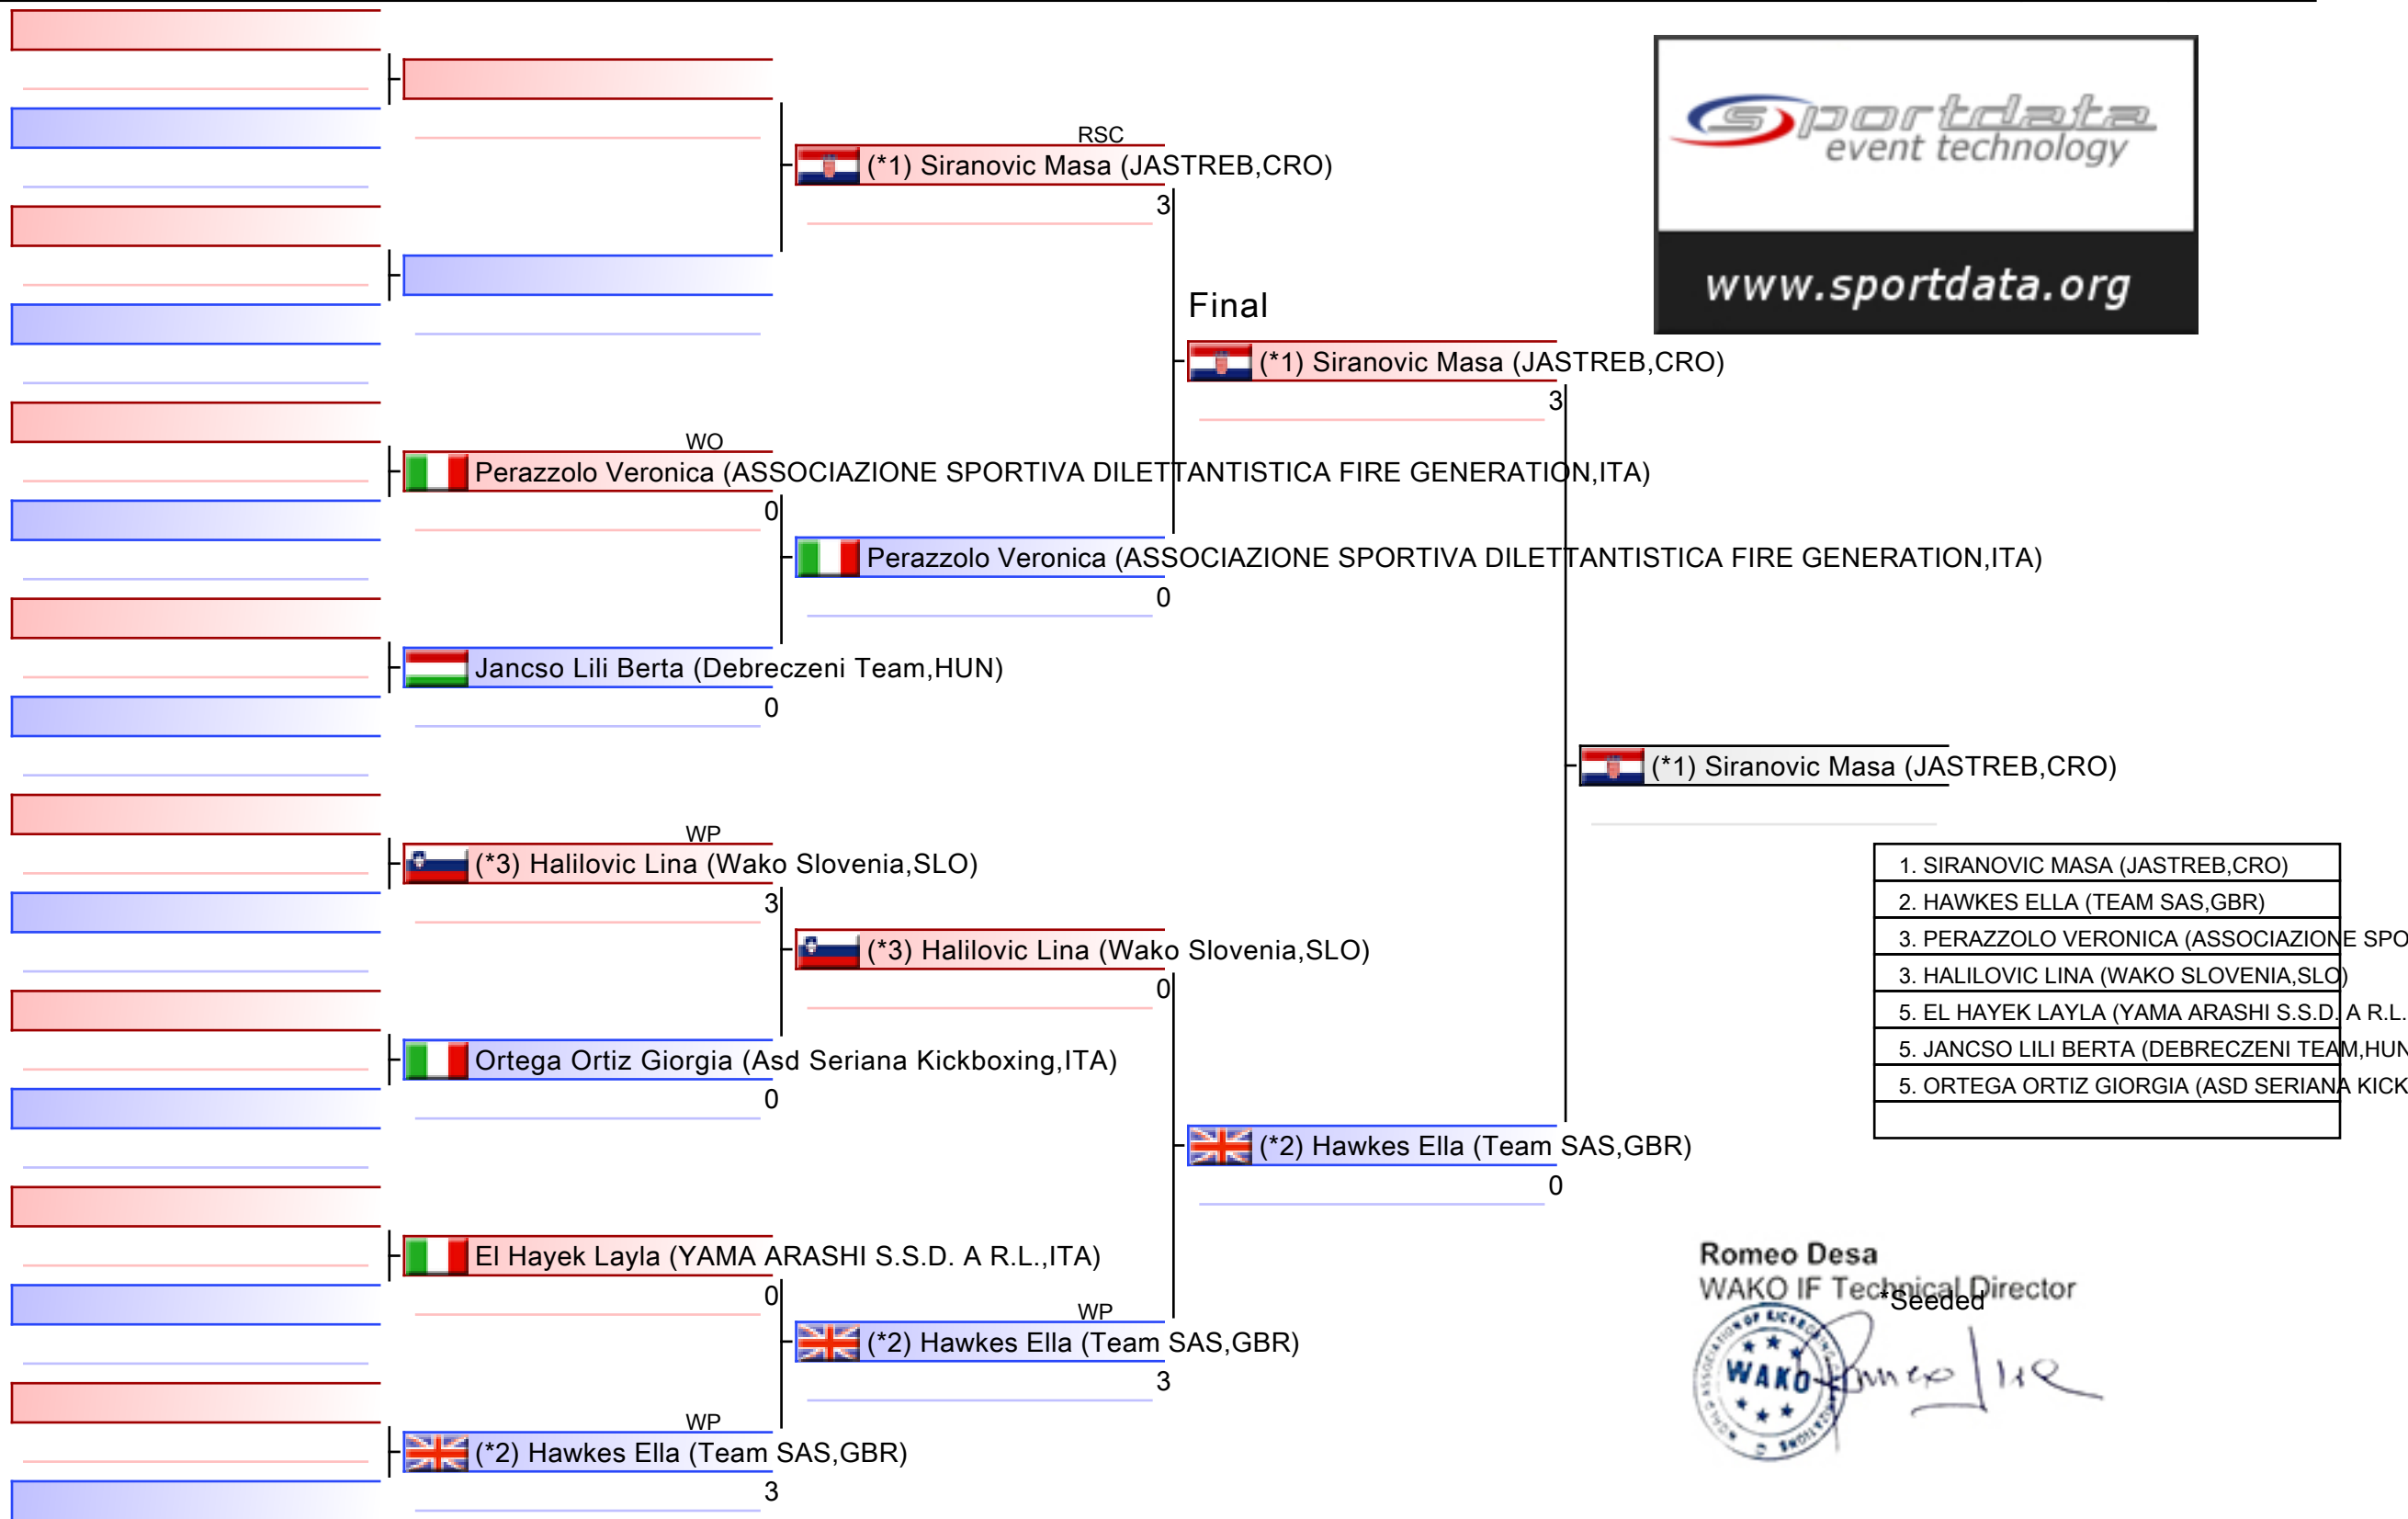 RSC
(*1) Siranovic Masa (JASTREB,CRO)
3
sportdata
event technology
www.sportdata.org
Final
(*1) Siranovic Masa (JASTREB,CRO)
3
WO
Perazzolo Veronica (ASSOCIAZIONE SPORTIVA DILETTANTISTICA FIRE GENERATION,ITA)
0
Perazzolo Veronica (ASSOCIAZIONE SPORTIVA DILETTANTISTICA FIRE GENERATION,ITA)
0
Jancso Lili Berta (Debreczeni Team,HUN)
0
(*1) Siranovic Masa (JASTREB,CRO)
WP
(*3) Halilovic Lina (Wako Slovenia,SLO)
3
(*3) Halilovic Lina (Wako Slovenia,SLO)
0
Ortega Ortiz Giorgia (Asd Seriana Kickboxing,ITA)
0
(*2) Hawkes Ella (Team SAS,GBR)
0
1. SIRANOVIC MASA (JASTREB,CRO)
2. HAWKES ELLA (TEAM SAS,GBR)
3. PERAZZOLO VERONICA (ASSOCIAZIONE SPO
3. HALILOVIC LINA (WAKO SLOVENIA,SLO)
5. EL HAYEK LAYLA (YAMA ARASHI S.S.D. A R.L.
5. JANCSO LILI BERTA (DEBRECZENI TEAM,HUN
5. ORTEGA ORTIZ GIORGIA (ASD SERIANA KICK
El Hayek Layla (YAMA ARASHI S.S.D. A R.L.,ITA)
0
WP
(*2) Hawkes Ella (Team SAS,GBR)
3
WP
(*2) Hawkes Ella (Team SAS,GBR)
3
Romeo Desa
WAKO IF Technical Director
*Seeded
WAKO